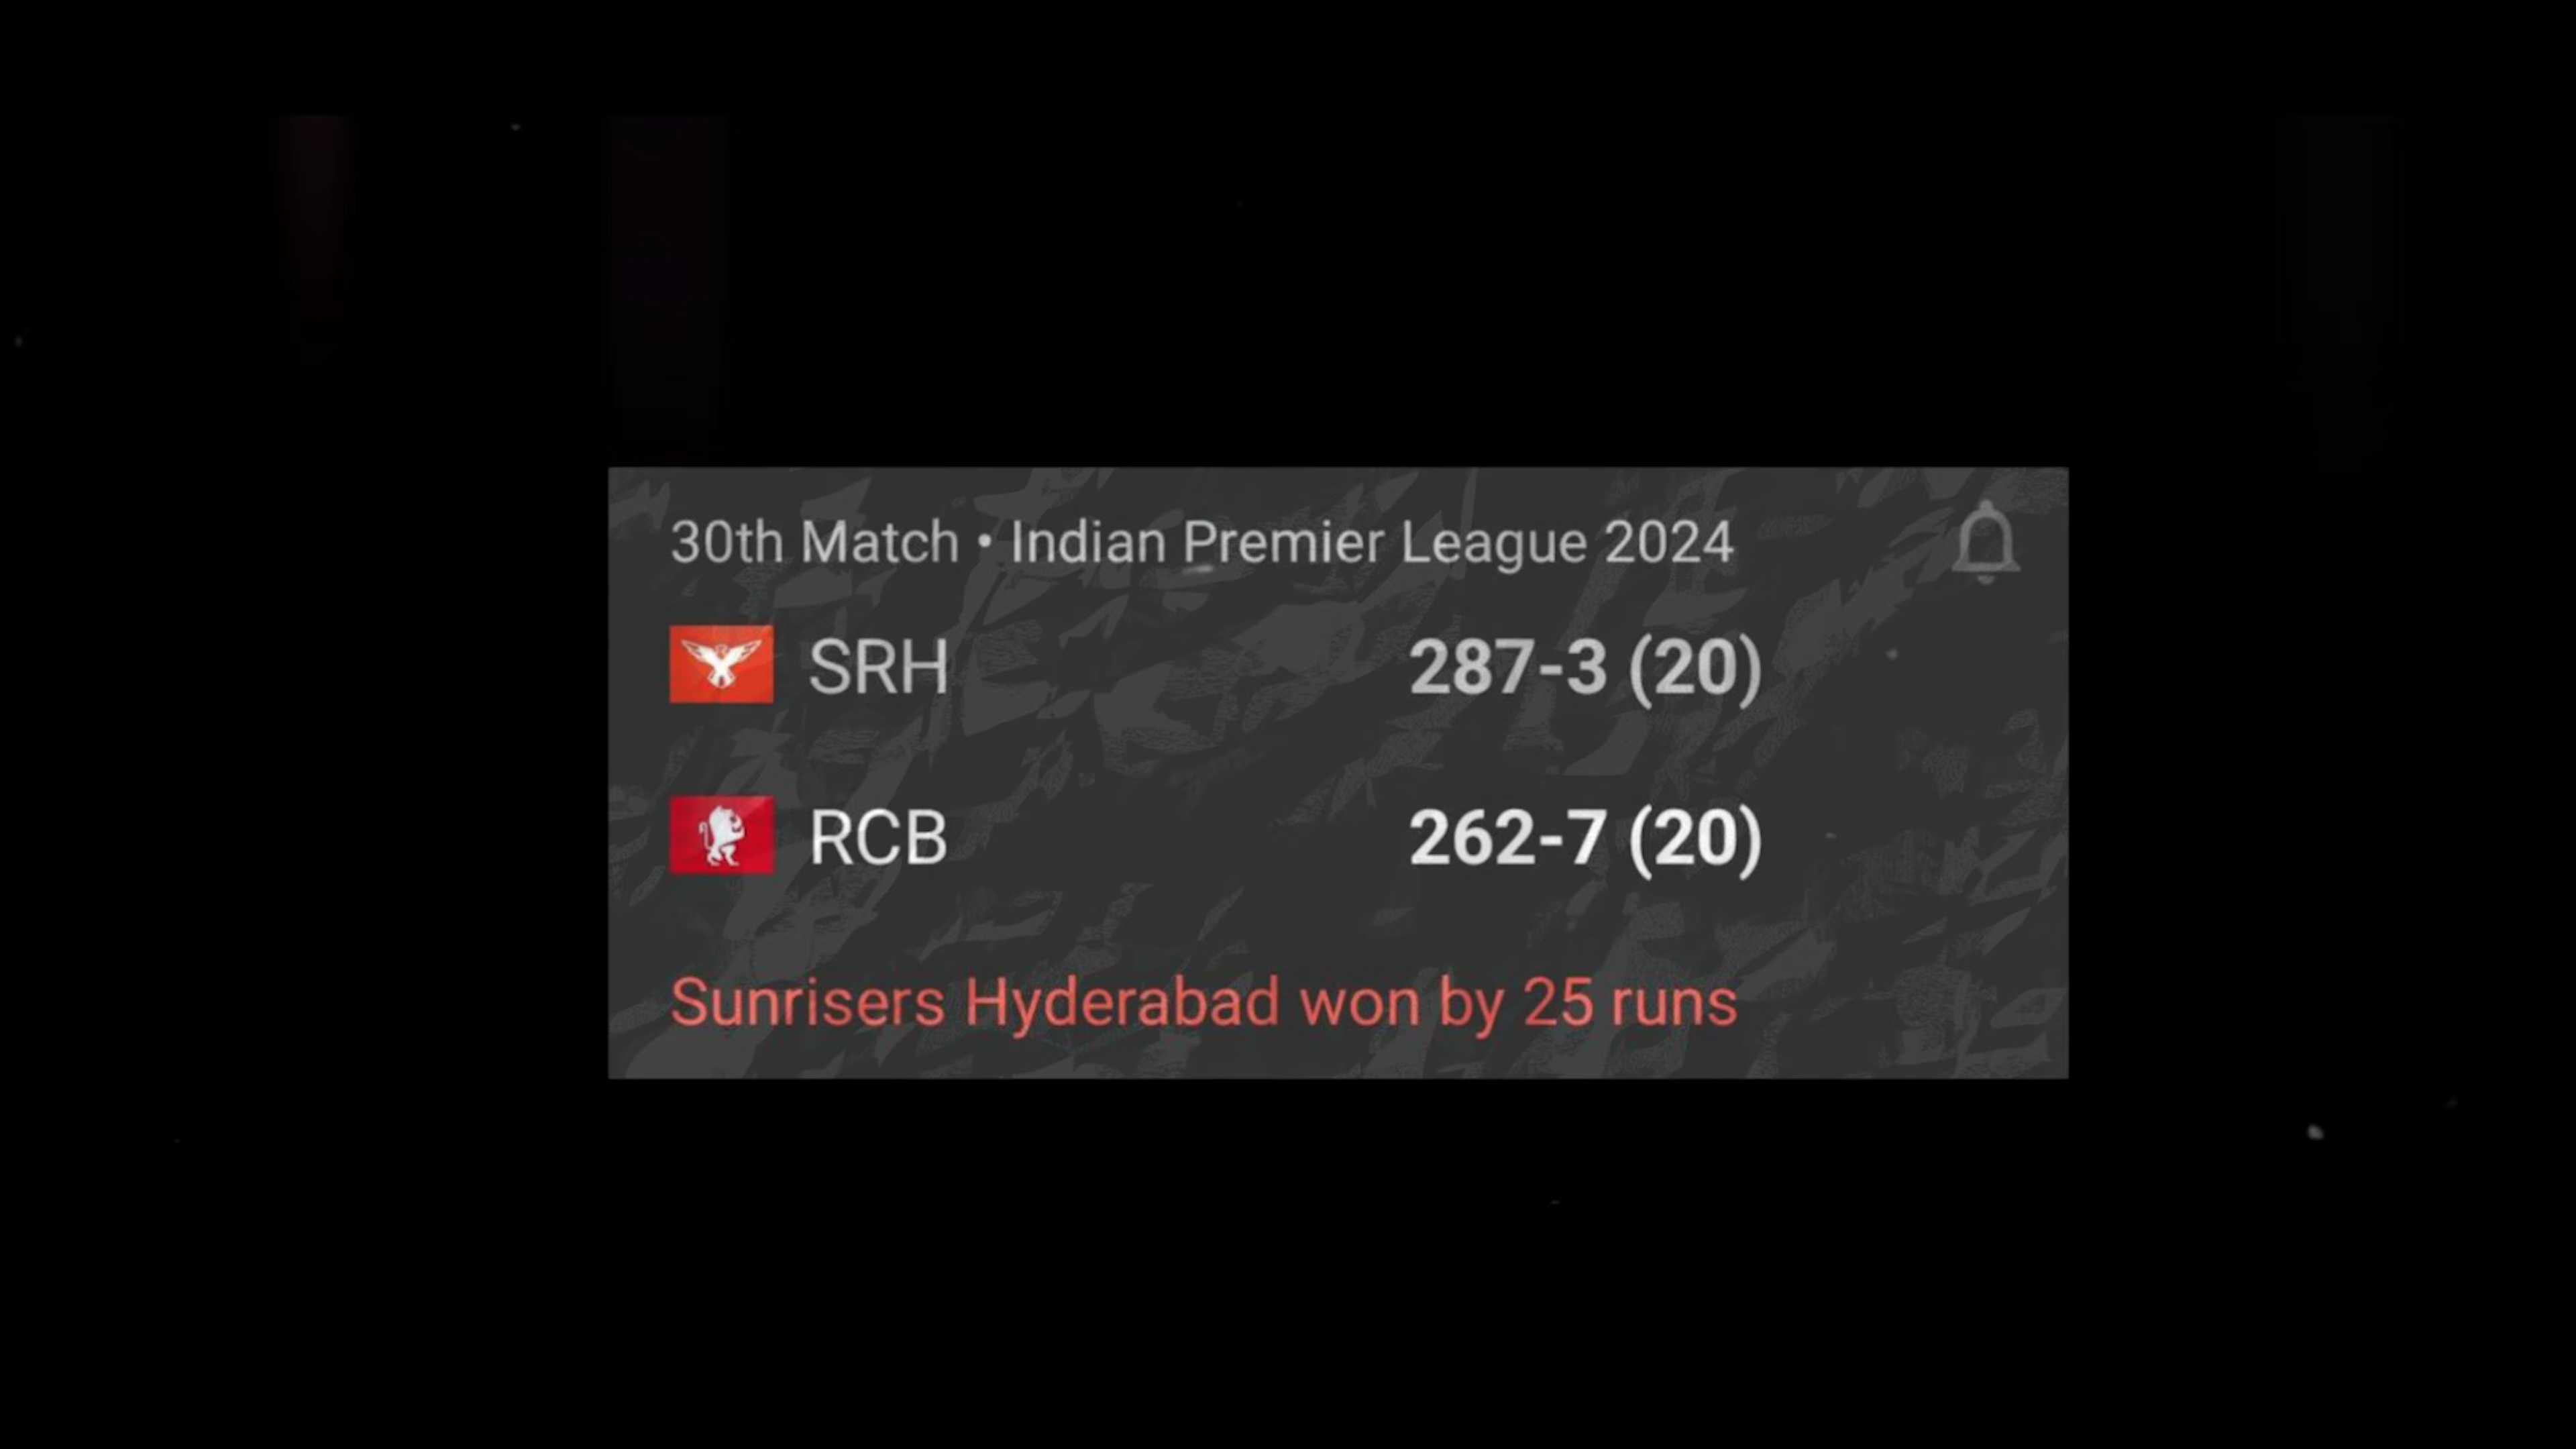 30th Match • Indian Premier League 2024
SRH 287-3 (20)
RCB 262-7 (20)
Sunrisers Hyderabad won by 25 runs